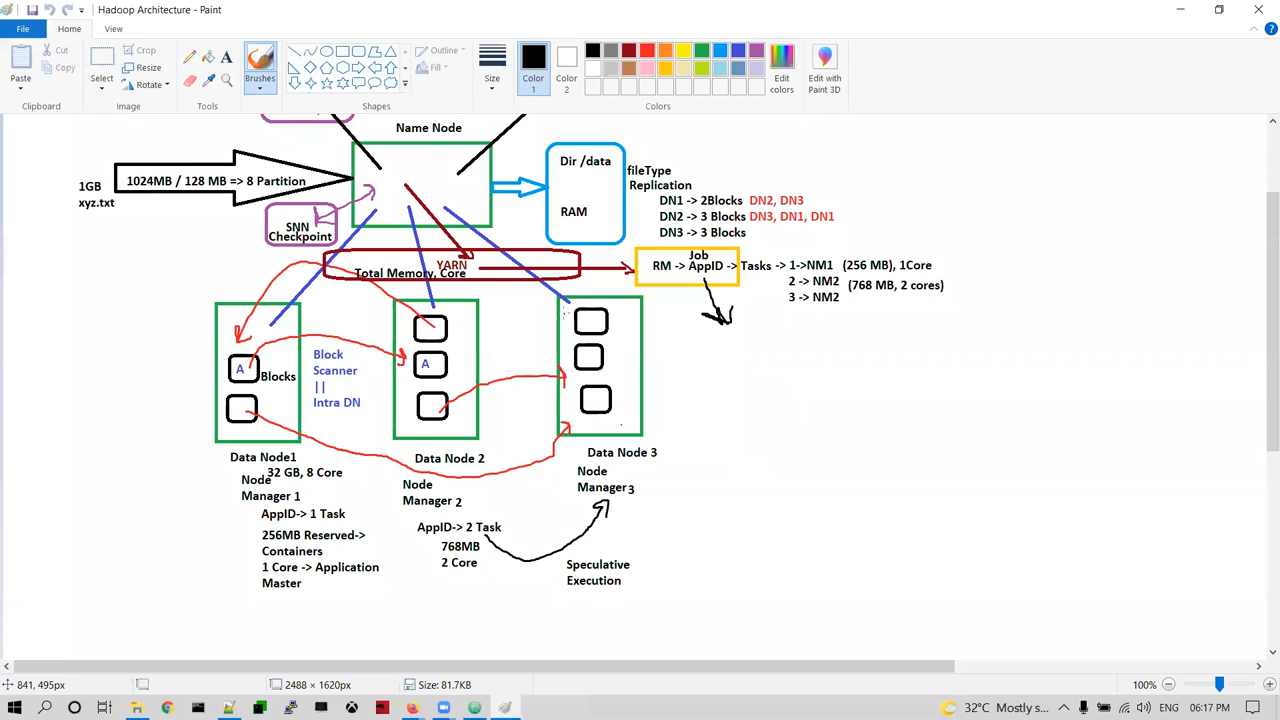 Hadoop Architecture - Paint
File
Home
View
Paste
Cut
Copy
Clipboard
Select
Crop
Resize
Rotate
Image
Tools
Brushes
Shapes
Outline
Fill
Size
Color
1
Color
2
Colors
Edit
colors
Edit with
Paint 3D
Name Node
1GB
xyz.txt
1024MB / 128 MB => 8 Partition
SNN
Checkpoint
Dir /data
RAM
fileType
Replication
DN1 -> 2Blocks DN2, DN3
DN2 -> 3 Blocks DN3, DN1, DN1
DN3 -> 3 Blocks
YARN
Total Memory, Core
Job
RM -> AppID -> Tasks -> 1->NM1 (256 MB), 1Core
2 -> NM2 (768 MB, 2 cores)
3 -> NM2
A
Blocks
Block
Scanner
||
Intra DN
A
Data Node1
32 GB, 8 Core
Node
Manager 1
AppID-> 1 Task
256MB Reserved->
Containers
1 Core -> Application
Master
Data Node 2
Node
Manager 2
AppID-> 2 Task
768MB
2 Core
Data Node 3
Node
Manager 3
Speculative
Execution
841, 495px
2488 × 1620px
Size: 81.7KB
100%
32°C Mostly s...
ENG
06:17 PM